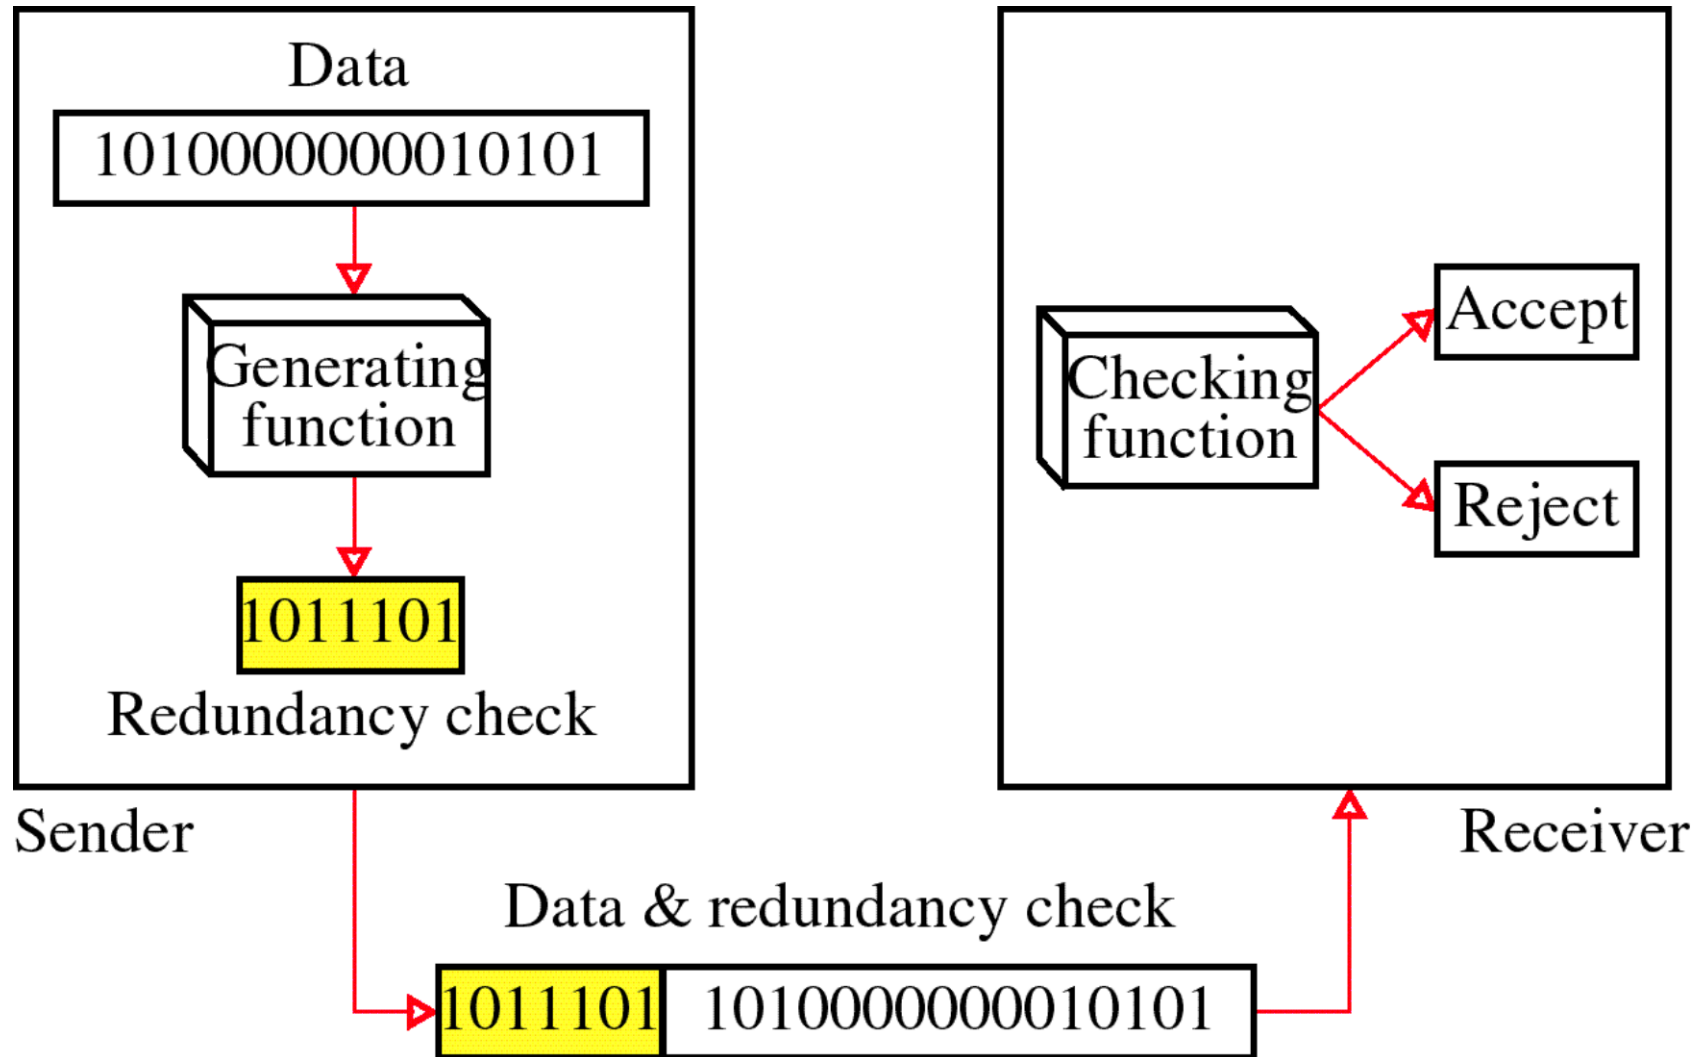 Data
1010000000010101
Generating
function
1011101
Redundancy check
Sender
Checking
function
Accept
Reject
Receiver
Data & redundancy check
1011101 1010000000010101